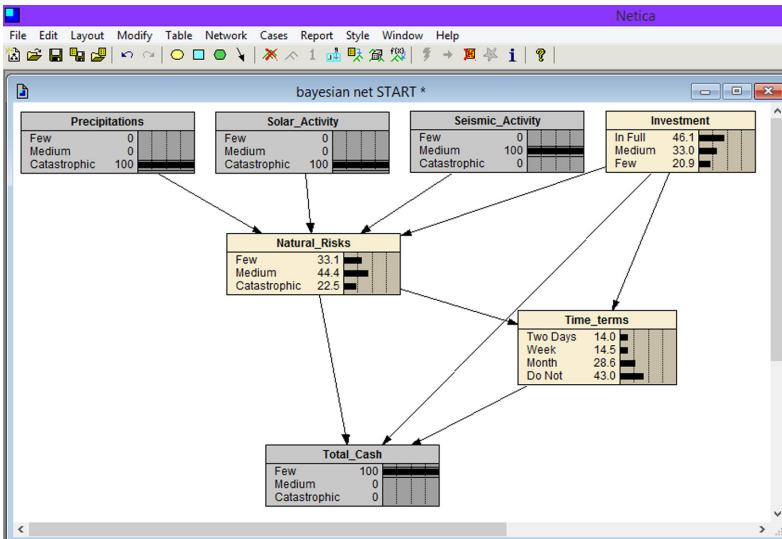 Netica
File Edit Layout Modify Table Network Cases Report Style Window Help
1 f(x) i ?
bayesian net START *
Precipitations
Few 0
Medium 0
Catastrophic 100
Solar_Activity
Few 0
Medium 0
Catastrophic 100
Seismic_Activity
Few 0
Medium 100
Catastrophic 0
Investment
In Full 46.1
Medium 33.0
Few 20.9
Natural_Risks
Few 33.1
Medium 44.4
Catastrophic 22.5
Time_terms
Two Days 14.0
Week 14.5
Month 28.6
Do Not 43.0
Total_Cash
Few 100
Medium 0
Catastrophic 0